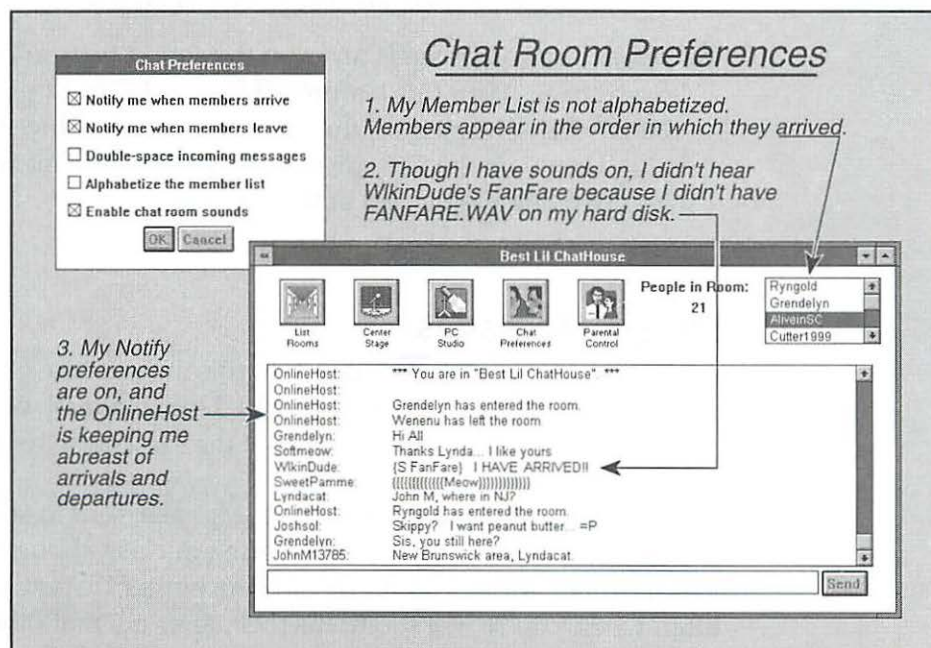 Chat Room Preferences
Chat Preferences
Notify me when members arrive
Notify me when members leave
Double-space incoming messages
Alphabetize the member list
Enable chat room sounds
OK Cancel
1. My Member List is not alphabetized.
Members appear in the order in which they arrived.
2. Though I have sounds on, I didn't hear
WlkinDude's FanFare because I didn't have
FANFARE.WAV on my hard disk.
3. My Notify
preferences
are on, and
the OnlineHost
is keeping me
abreast of
arrivals and
departures.
Best Lil ChatHouse
List
Rooms
Center
Stage
PC
Studio
Chat
Preferences
Parental
Control
People in Room:
21
Ryngold
Grendelyn
AliveinSC
Cutter1999
OnlineHost: *** You are in "Best Lil ChatHouse". ***
OnlineHost:
OnlineHost: Grendelyn has entered the room.
OnlineHost: Wenenu has left the room.
Grendelyn: Hi All
Softmeow: Thanks Lynda... I like yours
WlkinDude: {S FanFare} I HAVE ARRIVED!!
SweetPamme: {{{{{{{{{{{{{Meow}}}}}}}}}}}}}
Lyndacat: John M, where in NJ?
OnlineHost: Ryngold has entered the room.
Joshsol: Skippy? I want peanut butter... =P
Grendelyn: Sis, you still here?
JohnM13785: New Brunswick area, Lyndacat.
Send